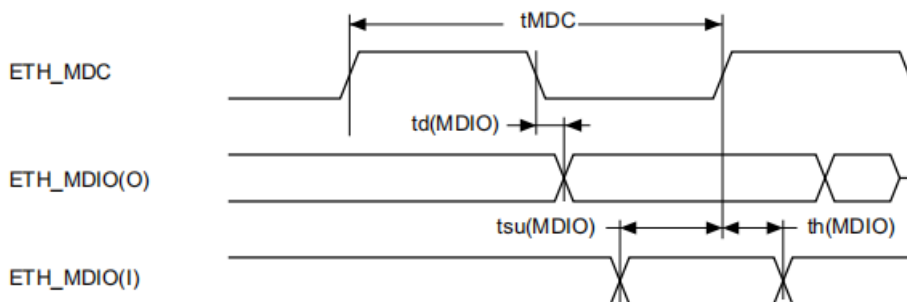 tMDC
ETH_MDC
td(MDIO)
ETH_MDIO(O)
tsu(MDIO) th(MDIO)
ETH_MDIO(I)